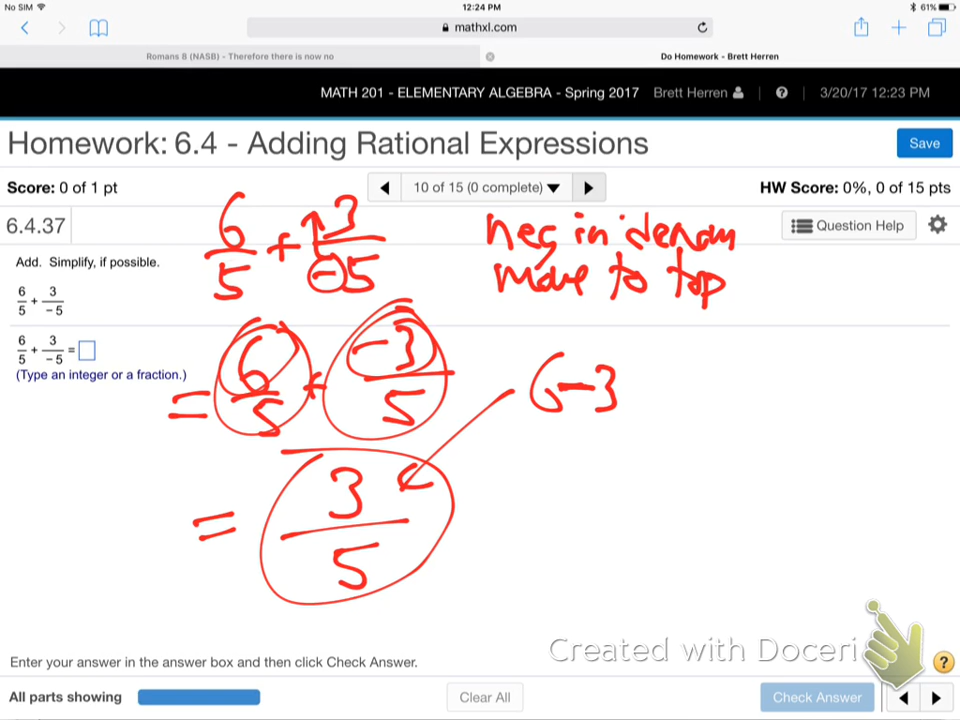 No SIM 12:24 PM 61%
mathxl.com
Romans 8 (NASB) - Therefore there is now no Do Homework - Brett Herren
MATH 201 - ELEMENTARY ALGEBRA - Spring 2017 Brett Herren | ? | 3/20/17 12:23 PM
Homework: 6.4 - Adding Rational Expressions Save
Score: 0 of 1 pt 10 of 15 (0 complete) HW Score: 0%, 0 of 15 pts
6.4.37 Question Help
6/5 + 3/-5 neg in denom
move to top
Add. Simplify, if possible.
6/5 + 3/-5
6/5 + 3/-5 =
(Type an integer or a fraction.)
= 6/5 + -3/5 6-3
= 3/5
Created with Doceri
Enter your answer in the answer box and then click Check Answer. ?
All parts showing Clear All Check Answer